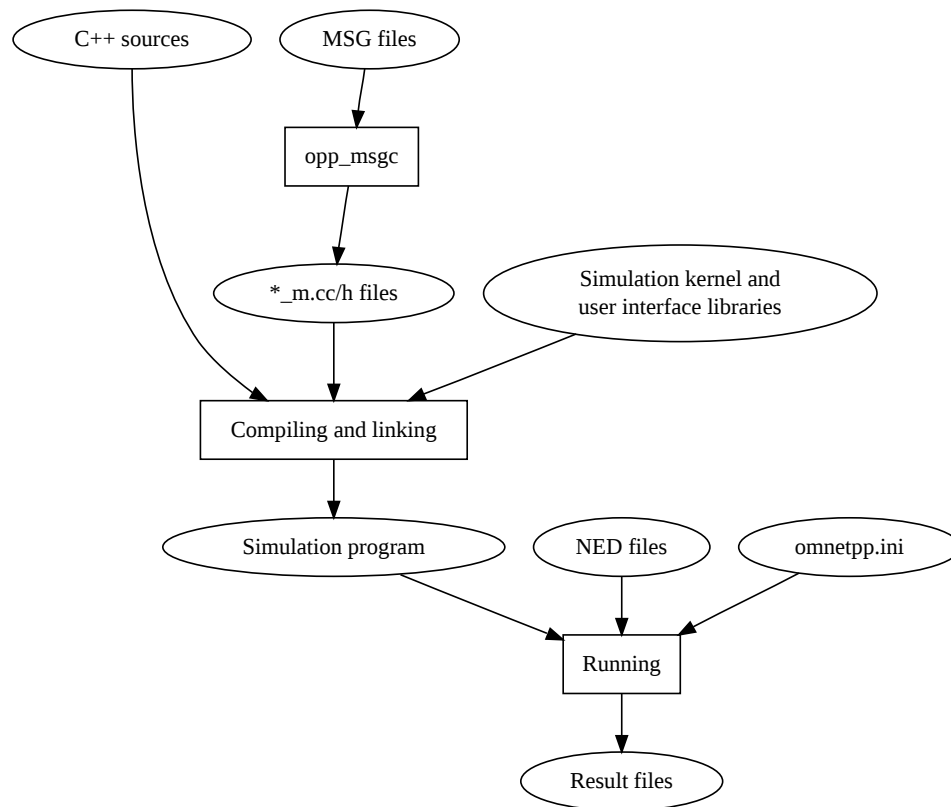 C++ sources
MSG files
opp_msgc
*_m.cc/h files
Simulation kernel and
user interface libraries
Compiling and linking
Simulation program
NED files
omnetpp.ini
Running
Result files